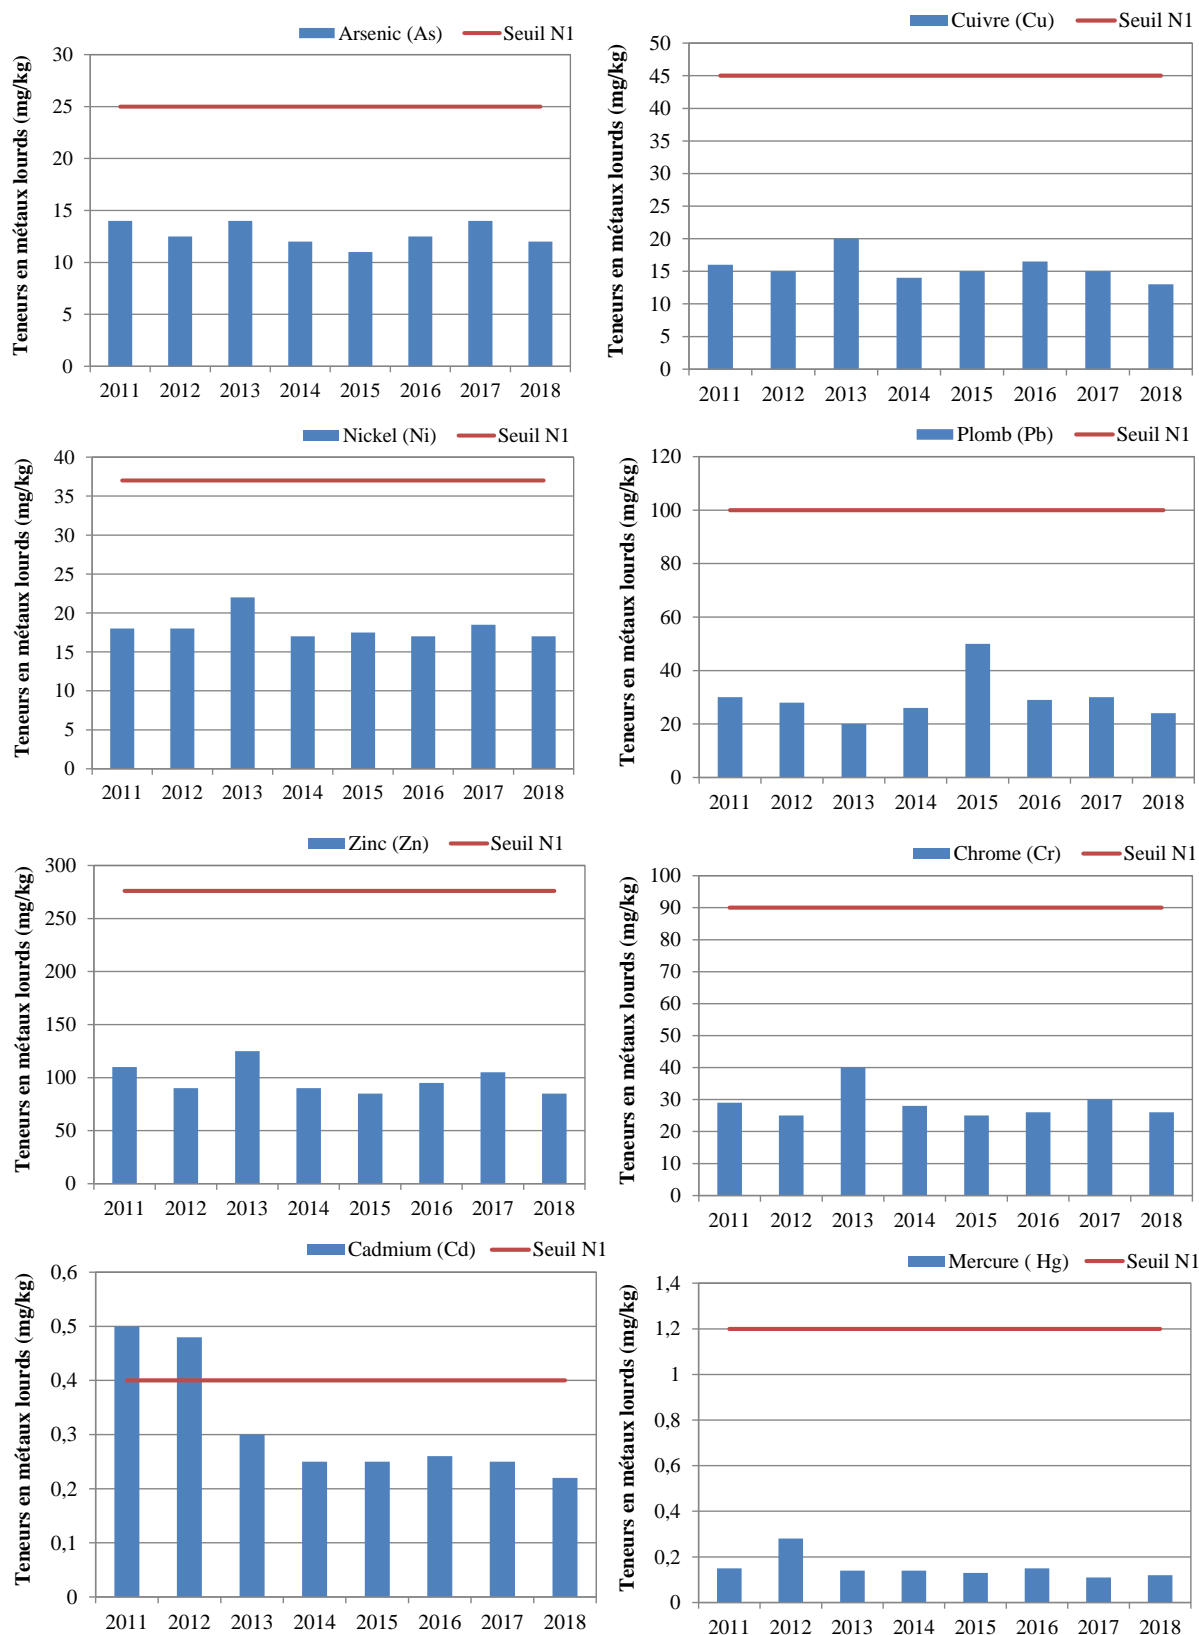 Arsenic (As) Seuil N1
Teneurs en métaux lourds (mg/kg)
30
25
20
15
10
5
0
2011 2012 2013 2014 2015 2016 2017 2018
Cuivre (Cu) Seuil N1
Teneurs en métaux lourds (mg/kg)
50
45
40
35
30
25
20
15
10
5
0
2011 2012 2013 2014 2015 2016 2017 2018
Nickel (Ni) Seuil N1
Teneurs en métaux lourds (mg/kg)
40
35
30
25
20
15
10
5
0
2011 2012 2013 2014 2015 2016 2017 2018
Plomb (Pb) Seuil N1
Teneurs en métaux lourds (mg/kg)
120
100
80
60
40
20
0
2011 2012 2013 2014 2015 2016 2017 2018
Zinc (Zn) Seuil N1
Teneurs en métaux lourds (mg/kg)
300
250
200
150
100
50
0
2011 2012 2013 2014 2015 2016 2017 2018
Chrome (Cr) Seuil N1
Teneurs en métaux lourds (mg/kg)
100
90
80
70
60
50
40
30
20
10
0
2011 2012 2013 2014 2015 2016 2017 2018
Cadmium (Cd) Seuil N1
Teneurs en métaux lourds (mg/kg)
0,6
0,5
0,4
0,3
0,2
0,1
0
2011 2012 2013 2014 2015 2016 2017 2018
Mercure ( Hg) Seuil N1
Teneurs en métaux lourds (mg/kg)
1,4
1,2
1
0,8
0,6
0,4
0,2
0
2011 2012 2013 2014 2015 2016 2017 2018